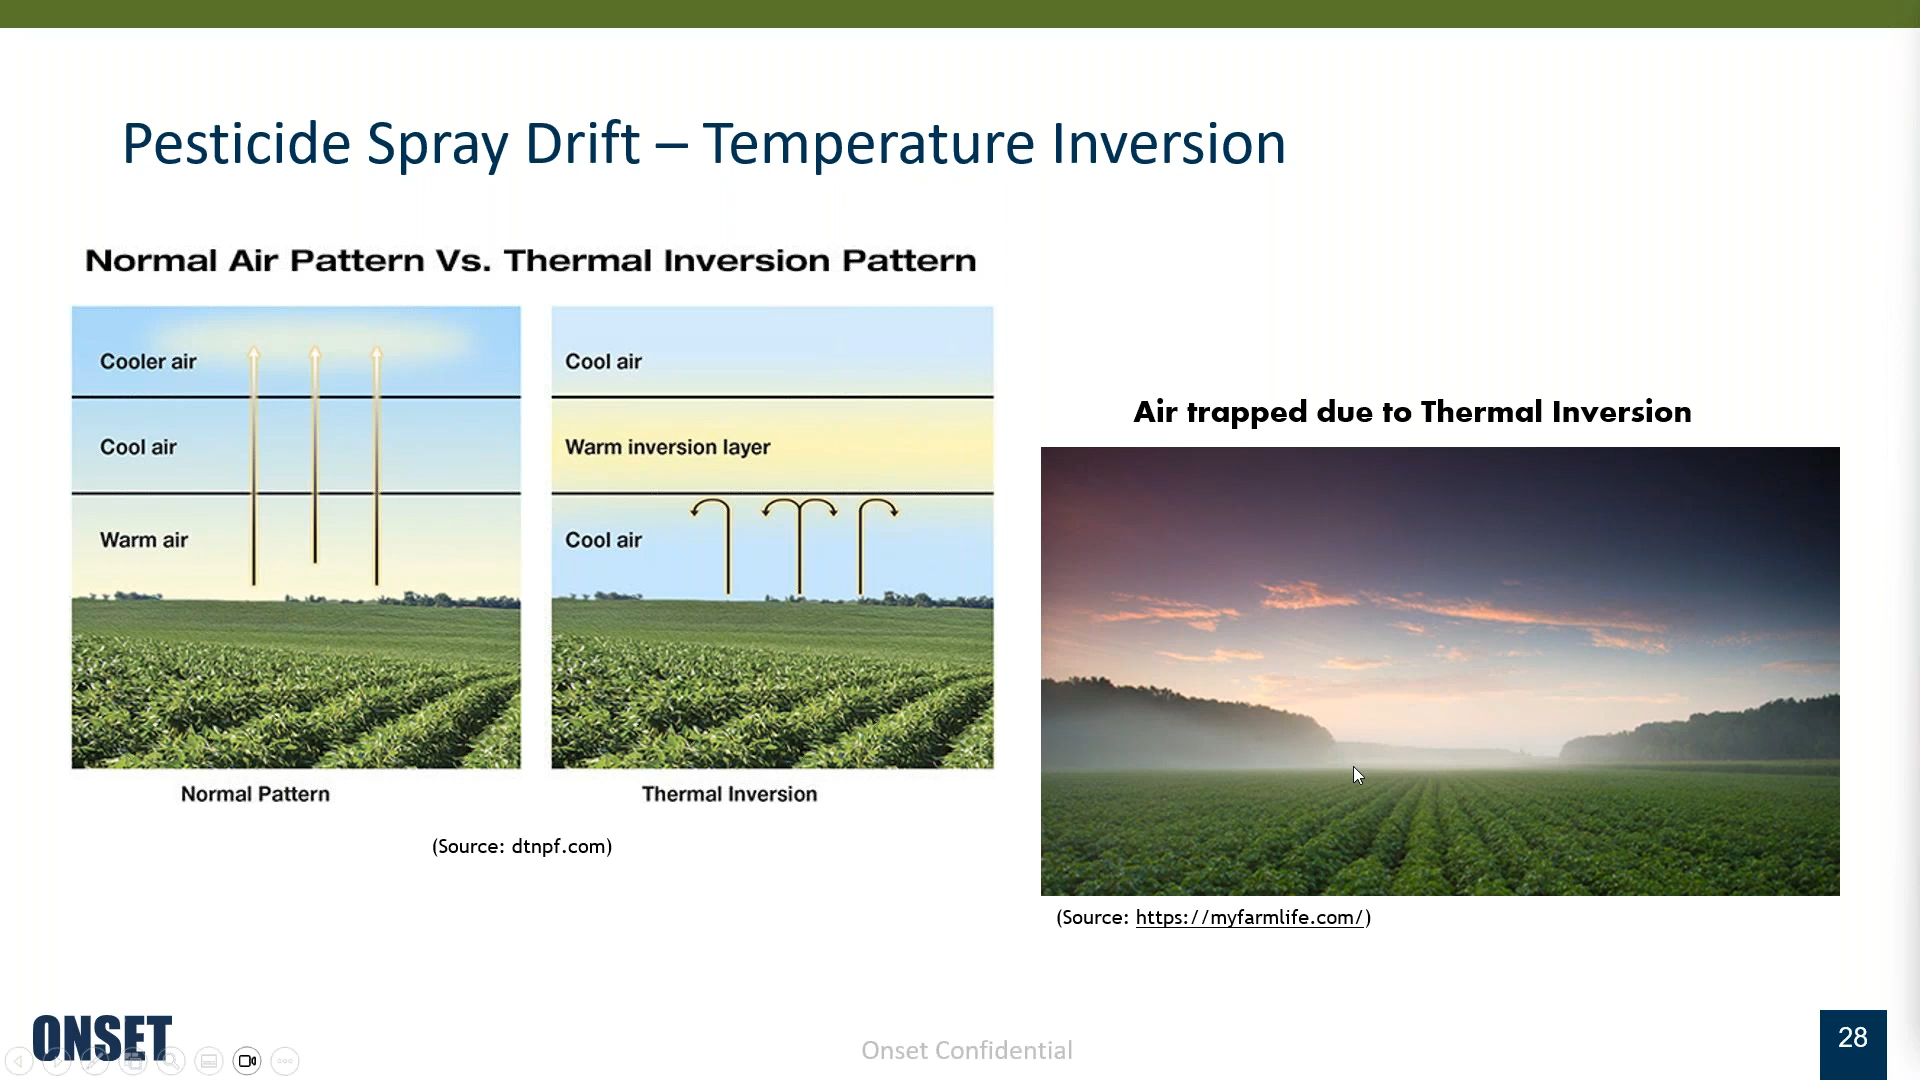 Pesticide Spray Drift – Temperature Inversion
Normal Air Pattern Vs. Thermal Inversion Pattern
Cooler air
Cool air
Warm air
Cool air
Warm inversion layer
Cool air
Normal Pattern
Thermal Inversion
(Source: dtnpf.com)
Air trapped due to Thermal Inversion
(Source: https://myfarmlife.com/)
ONSET
Onset Confidential
28